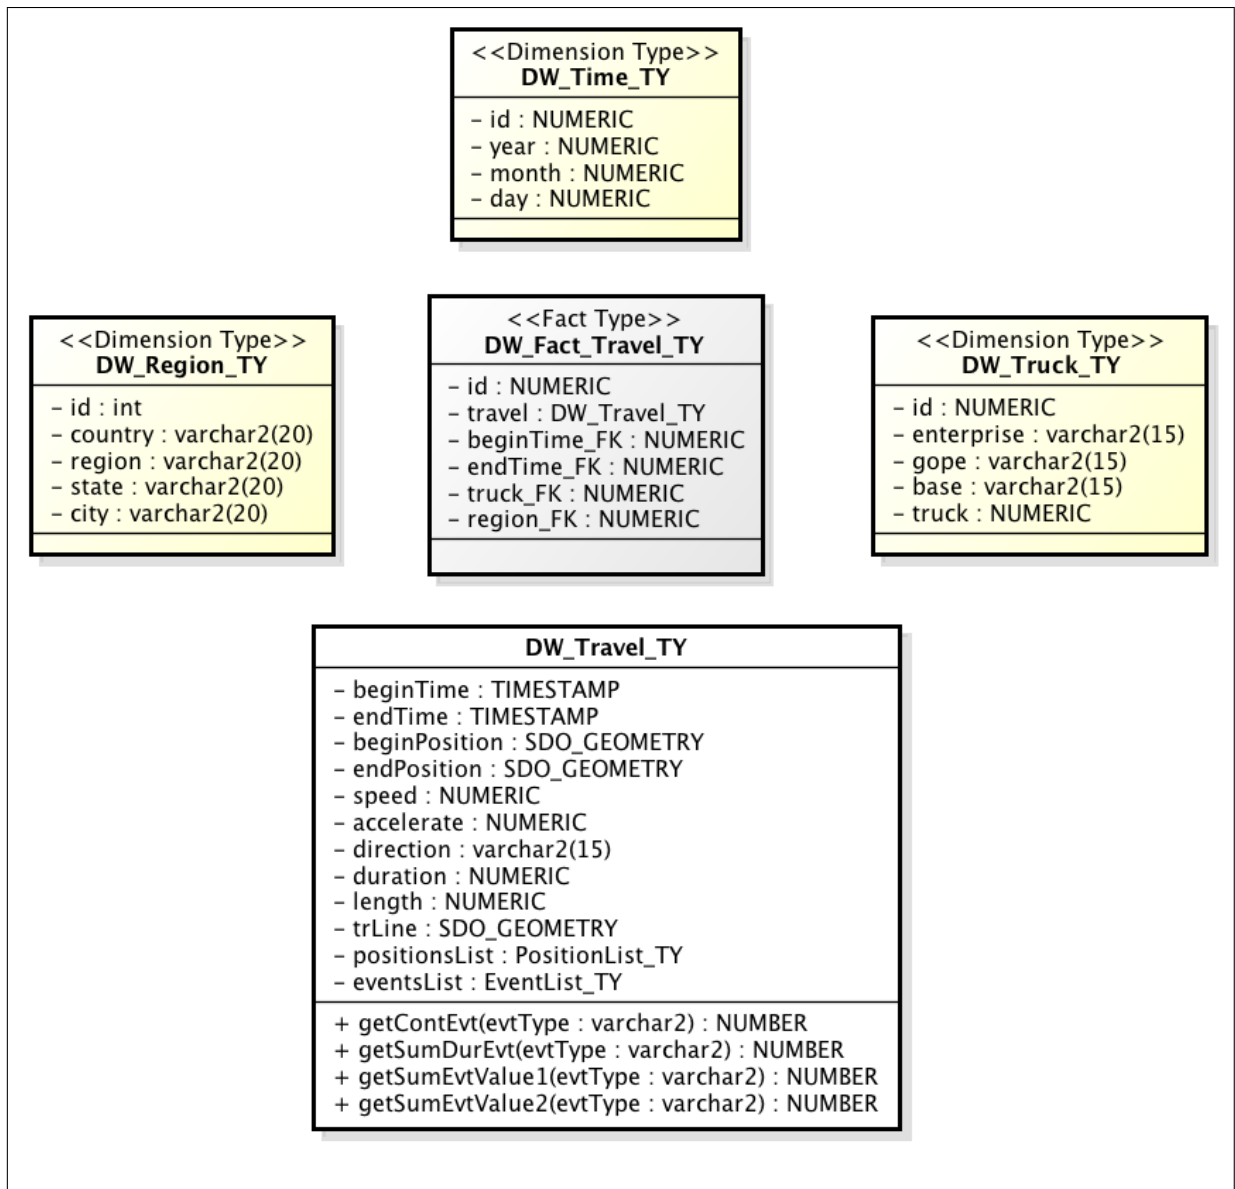 <<Dimension Type>>
DW_Time_TY
– id : NUMERIC
– year : NUMERIC
– month : NUMERIC
– day : NUMERIC
<<Dimension Type>>
DW_Region_TY
– id : int
– country : varchar2(20)
– region : varchar2(20)
– state : varchar2(20)
– city : varchar2(20)
<<Fact Type>>
DW_Fact_Travel_TY
– id : NUMERIC
– travel : DW_Travel_TY
– beginTime_FK : NUMERIC
– endTime_FK : NUMERIC
– truck_FK : NUMERIC
– region_FK : NUMERIC
<<Dimension Type>>
DW_Truck_TY
– id : NUMERIC
– enterprise : varchar2(15)
– gope : varchar2(15)
– base : varchar2(15)
– truck : NUMERIC
DW_Travel_TY
– beginTime : TIMESTAMP
– endTime : TIMESTAMP
– beginPosition : SDO_GEOMETRY
– endPosition : SDO_GEOMETRY
– speed : NUMERIC
– accelerate : NUMERIC
– direction : varchar2(15)
– duration : NUMERIC
– length : NUMERIC
– trLine : SDO_GEOMETRY
– positionsList : PositionList_TY
– eventsList : EventList_TY
+ getContEvt(evtType : varchar2) : NUMBER
+ getSumDurEvt(evtType : varchar2) : NUMBER
+ getSumEvtValue1(evtType : varchar2) : NUMBER
+ getSumEvtValue2(evtType : varchar2) : NUMBER